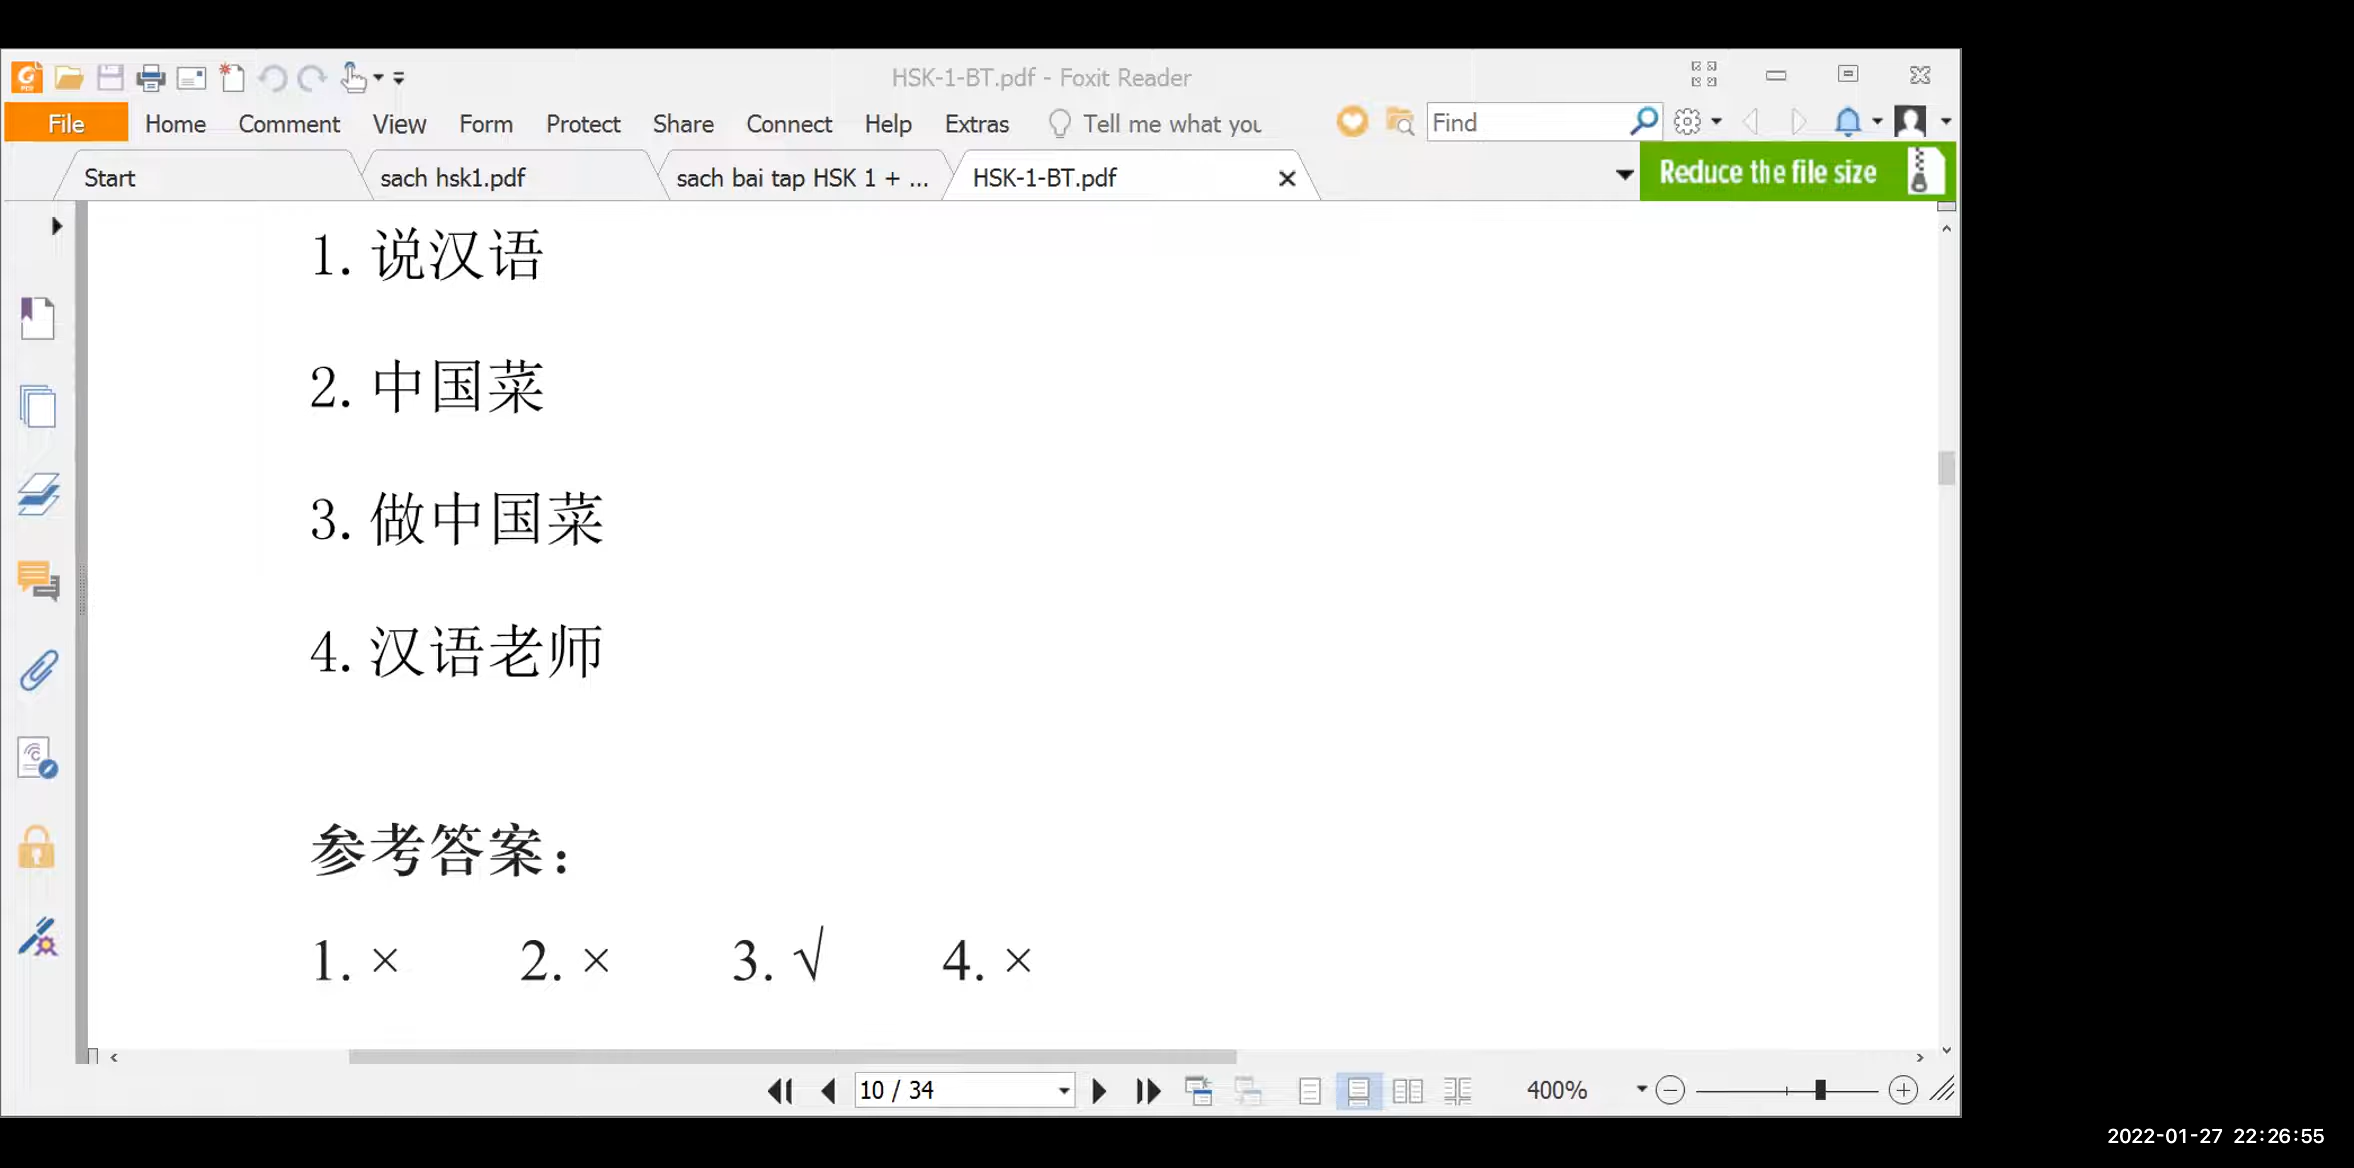 HSK-1-BT.pdf - Foxit Reader
File Home Comment View Form Protect Share Connect Help Extras Tell me what you Find
Start sach hsk1.pdf sach bai tap HSK 1 + ... HSK-1-BT.pdf Reduce the file size
1. 说汉语
2. 中国菜
3. 做中国菜
4. 汉语老师
参考答案：
1. × 2. × 3. √ 4. ×
10 / 34 400%
2022-01-27 22:26:55